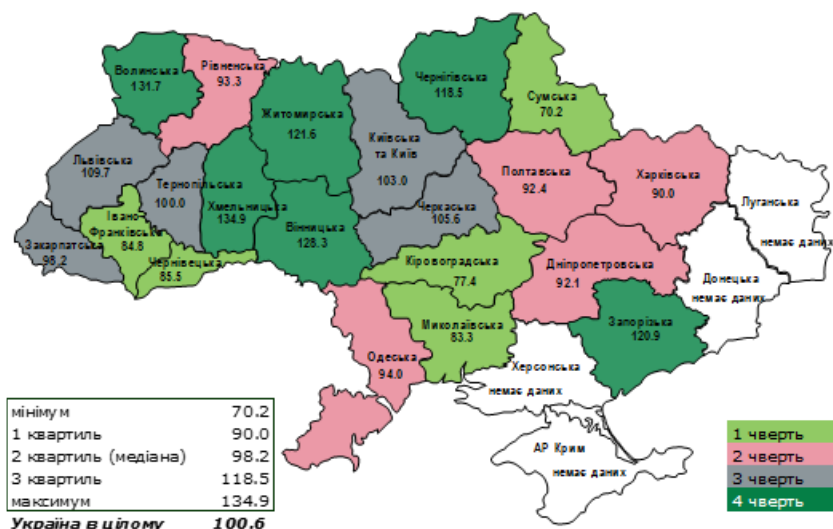 Волинська
131.7
Рівненська
93.3
Житомирська
121.6
Київська
та Київ
103.0
Чернігівська
118.5
Сумська
70.2
Львівська
109.7
Тернопільська
100.0
Хмельницька
134.9
Вінницька
128.3
Черкаська
105.6
Полтавська
92.4
Харківська
90.0
Луганська
немає даних
Івано
Франківська
84.8
Закарпатська
98.2
Чернівецька
85.5
Кіровоградська
77.4
Дніпропетровська
92.1
Донецька
немає даних
Миколаївська
83.3
Запорізька
120.9
Одеська
94.0
Херсонська
немає даних
АР Крим
немає даних
мінімум 70.2
1 квартиль 90.0
2 квартиль (медіана) 98.2
3 квартиль 118.5
максимум 134.9
Україна в цілому 100.6
1 чверть
2 чверть
3 чверть
4 чверть